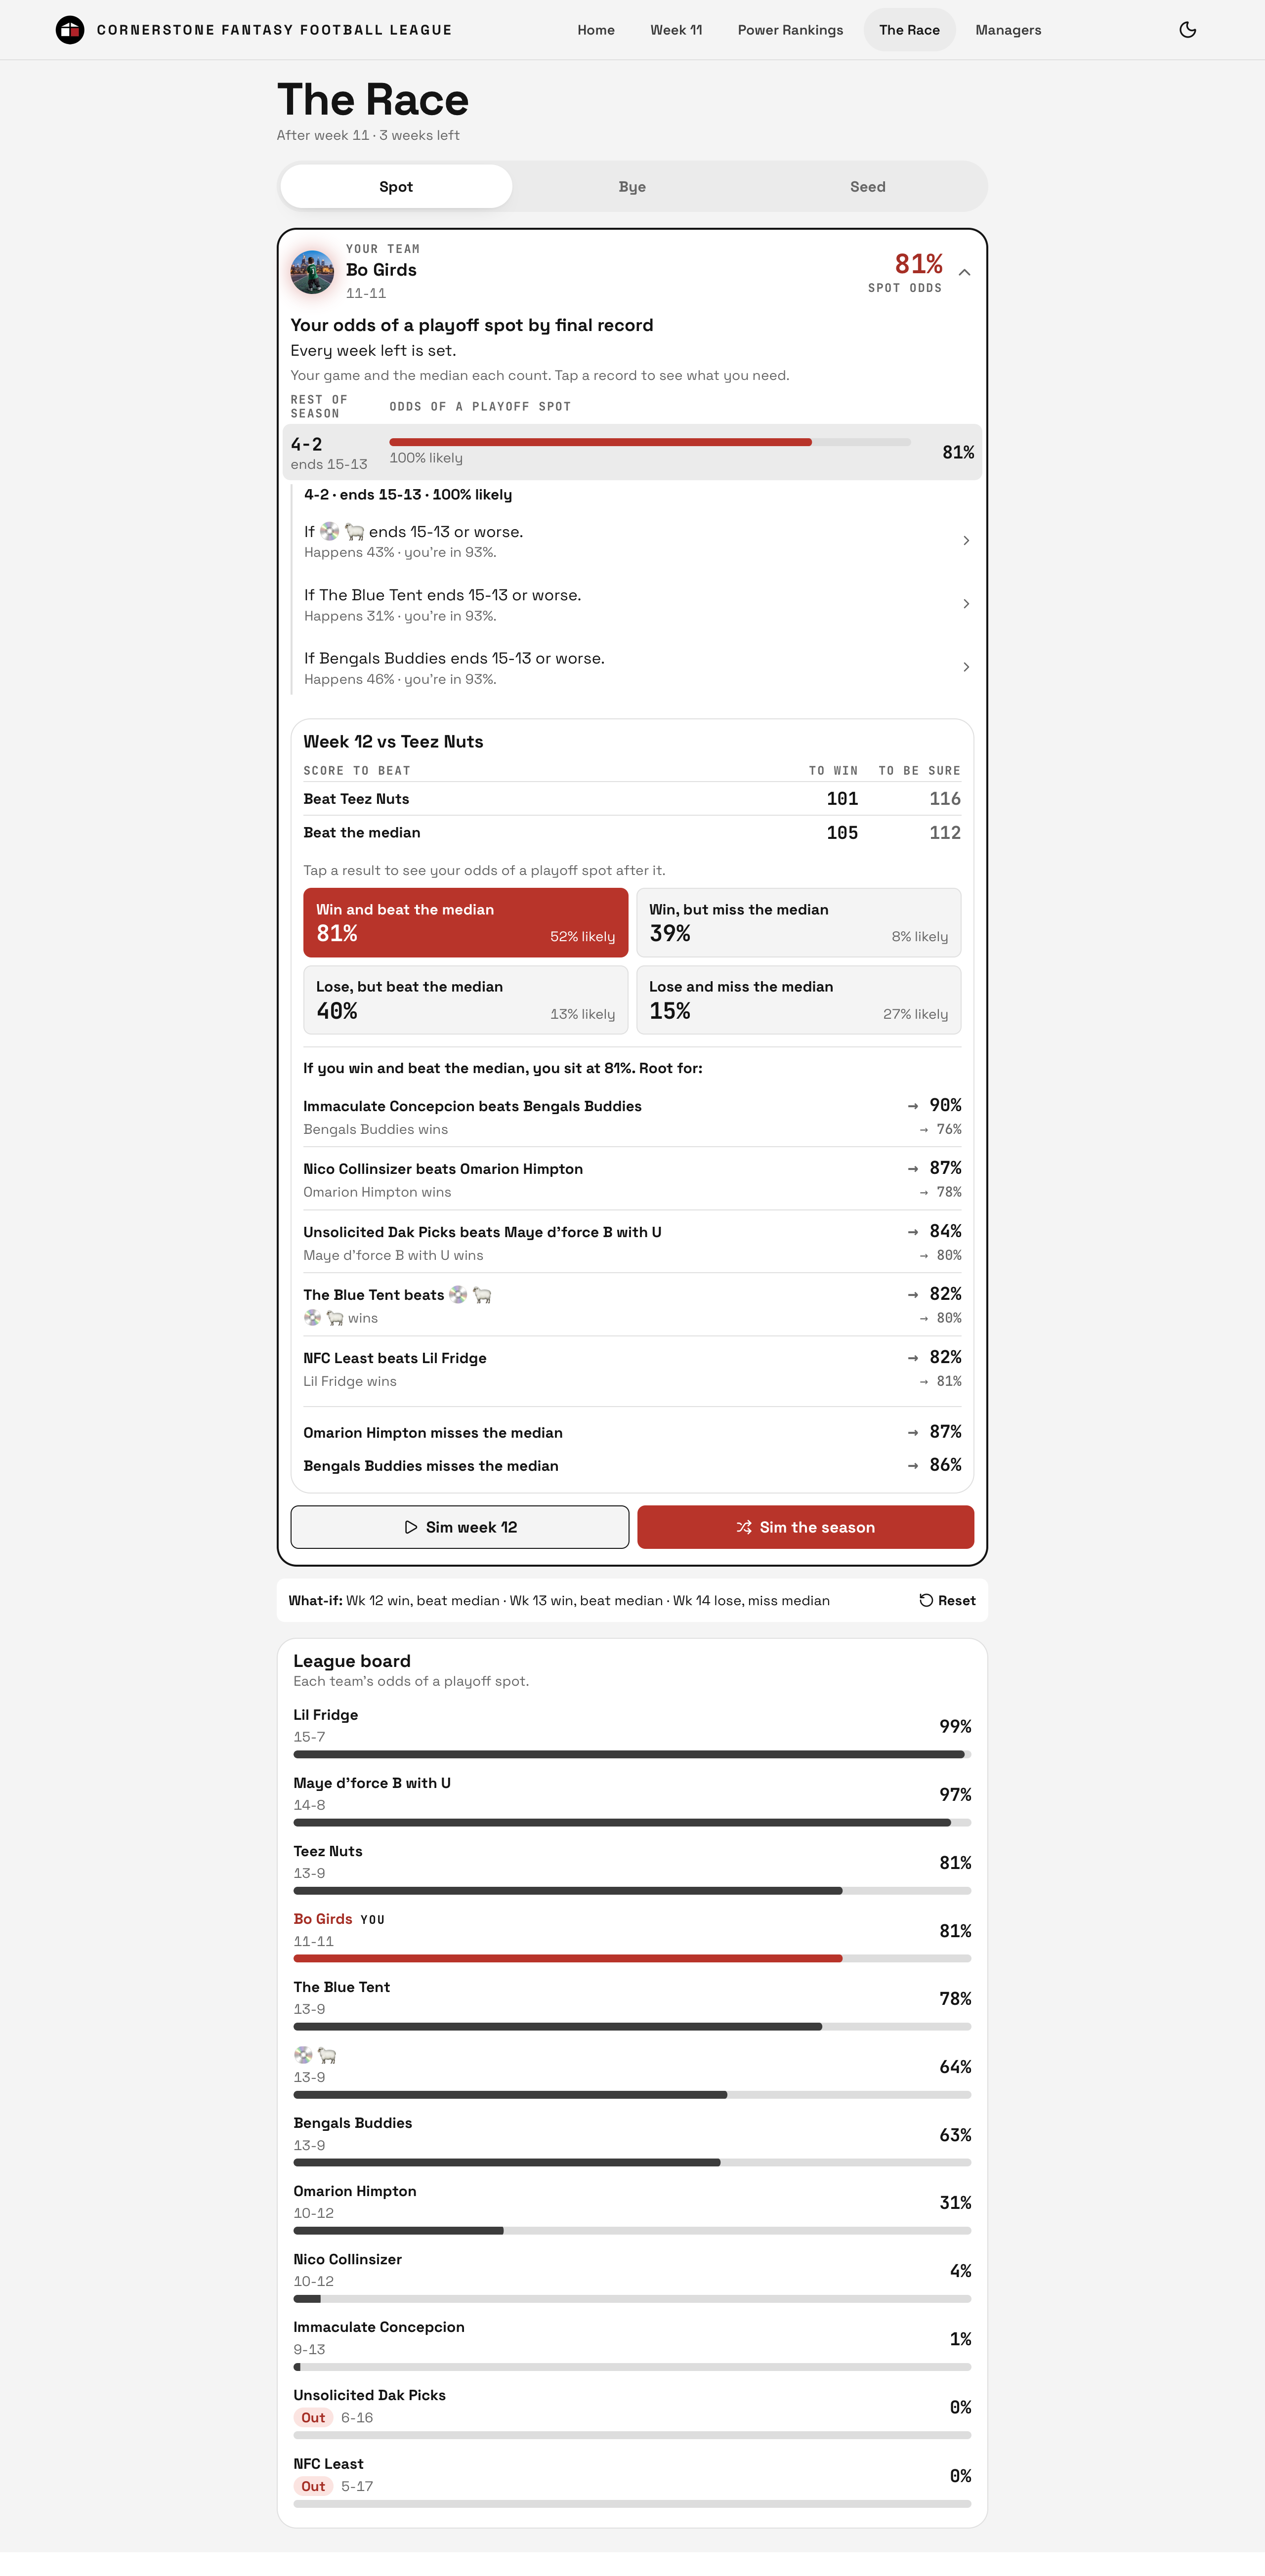 CORNERSTONE FANTASY FOOTBALL LEAGUE
Home
Week 11
Power Rankings
The Race
Managers
The Race
After week 11 · 3 weeks left
Spot
Bye
Seed
YOUR TEAM
Bo Girds
11-11
81%
SPOT ODDS
Your odds of a playoff spot by final record
Every week left is set.
Your game and the median each count. Tap a record to see what you need.
REST OF SEASON
ODDS OF A PLAYOFF SPOT
4-2
ends 15-13
100% likely
81%
4-2 · ends 15-13 · 100% likely
If 💿 🐑 ends 15-13 or worse.
Happens 43% · you're in 93%.
If The Blue Tent ends 15-13 or worse.
Happens 31% · you're in 93%.
If Bengals Buddies ends 15-13 or worse.
Happens 46% · you're in 93%.
Week 12 vs Teez Nuts
SCORE TO BEAT TO WIN TO BE SURE
Beat Teez Nuts 101 116
Beat the median 105 112
Tap a result to see your odds of a playoff spot after it.
Win and beat the median
81% 52% likely
Win, but miss the median
39% 8% likely
Lose, but beat the median
40% 13% likely
Lose and miss the median
15% 27% likely
If you win and beat the median, you sit at 81%. Root for:
Immaculate Concepcion beats Bengals Buddies → 90%
Bengals Buddies wins → 76%
Nico Collinsizer beats Omarion Himpton → 87%
Omarion Himpton wins → 78%
Unsolicited Dak Picks beats Maye d'force B with U → 84%
Maye d'force B with U wins → 80%
The Blue Tent beats 💿 🐑 → 82%
💿 🐑 wins → 80%
NFC Least beats Lil Fridge → 82%
Lil Fridge wins → 81%
Omarion Himpton misses the median → 87%
Bengals Buddies misses the median → 86%
Sim week 12
Sim the season
What-if: Wk 12 win, beat median · Wk 13 win, beat median · Wk 14 lose, miss median
Reset
League board
Each team's odds of a playoff spot.
Lil Fridge
15-7
99%
Maye d'force B with U
14-8
97%
Teez Nuts
13-9
81%
Bo Girds YOU
11-11
81%
The Blue Tent
13-9
78%
💿 🐑
13-9
64%
Bengals Buddies
13-9
63%
Omarion Himpton
10-12
31%
Nico Collinsizer
10-12
4%
Immaculate Concepcion
9-13
1%
Unsolicited Dak Picks
Out 6-16
0%
NFC Least
Out 5-17
0%